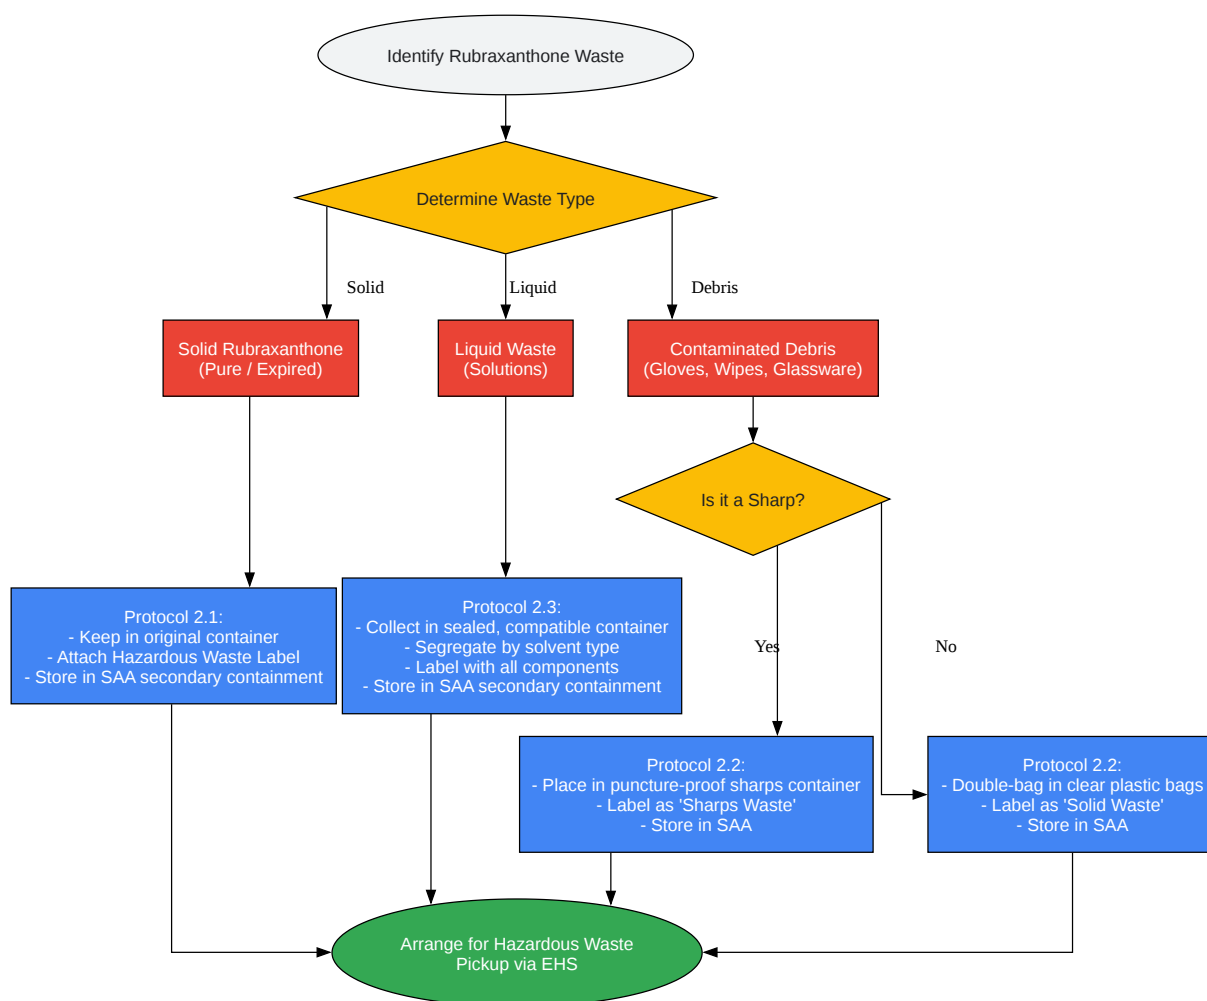 Identify Rubraxanthone Waste
Determine Waste Type
Solid
Liquid
Debris
Solid Rubraxanthone
(Pure / Expired)
Liquid Waste
(Solutions)
Contaminated Debris
(Gloves, Wipes, Glassware)
Is it a Sharp?
Protocol 2.1:
- Keep in original container
- Attach Hazardous Waste Label
- Store in SAA secondary containment
Protocol 2.3:
- Collect in sealed, compatible container
- Segregate by solvent type
- Label with all components
- Store in SAA secondary containment
Yes
No
Protocol 2.2:
- Place in puncture-proof sharps container
- Label as 'Sharps Waste'
- Store in SAA
Protocol 2.2:
- Double-bag in clear plastic bags
- Label as 'Solid Waste'
- Store in SAA
Arrange for Hazardous Waste
Pickup via EHS